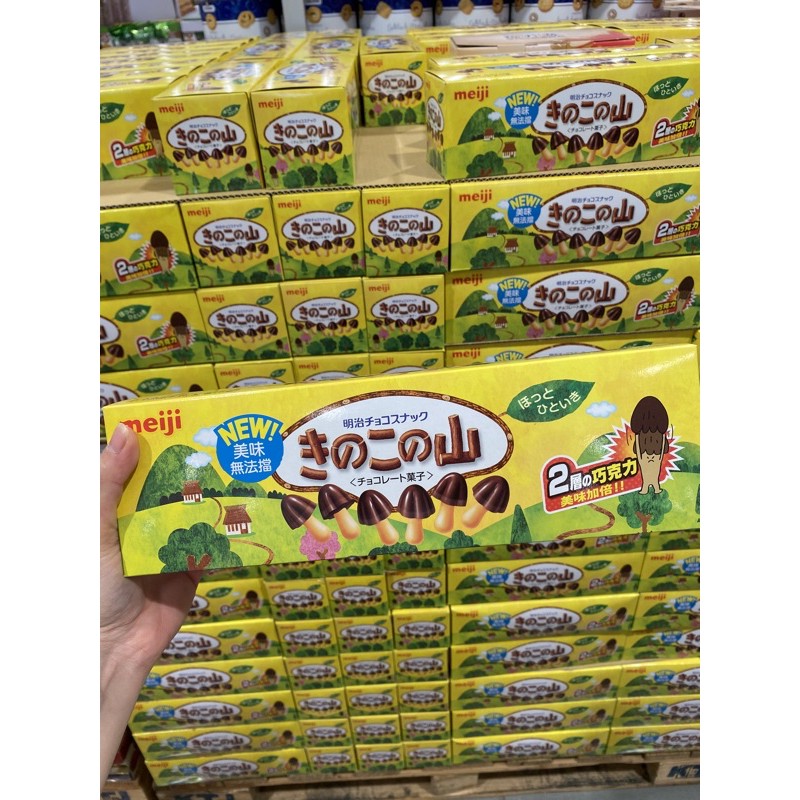 meiji
NEW!
美味
無法擋
明治チョコスナック
きのこの山
〈チョコレート菓子〉
ほっと
ひといき
2層の巧克力
美味加倍!!